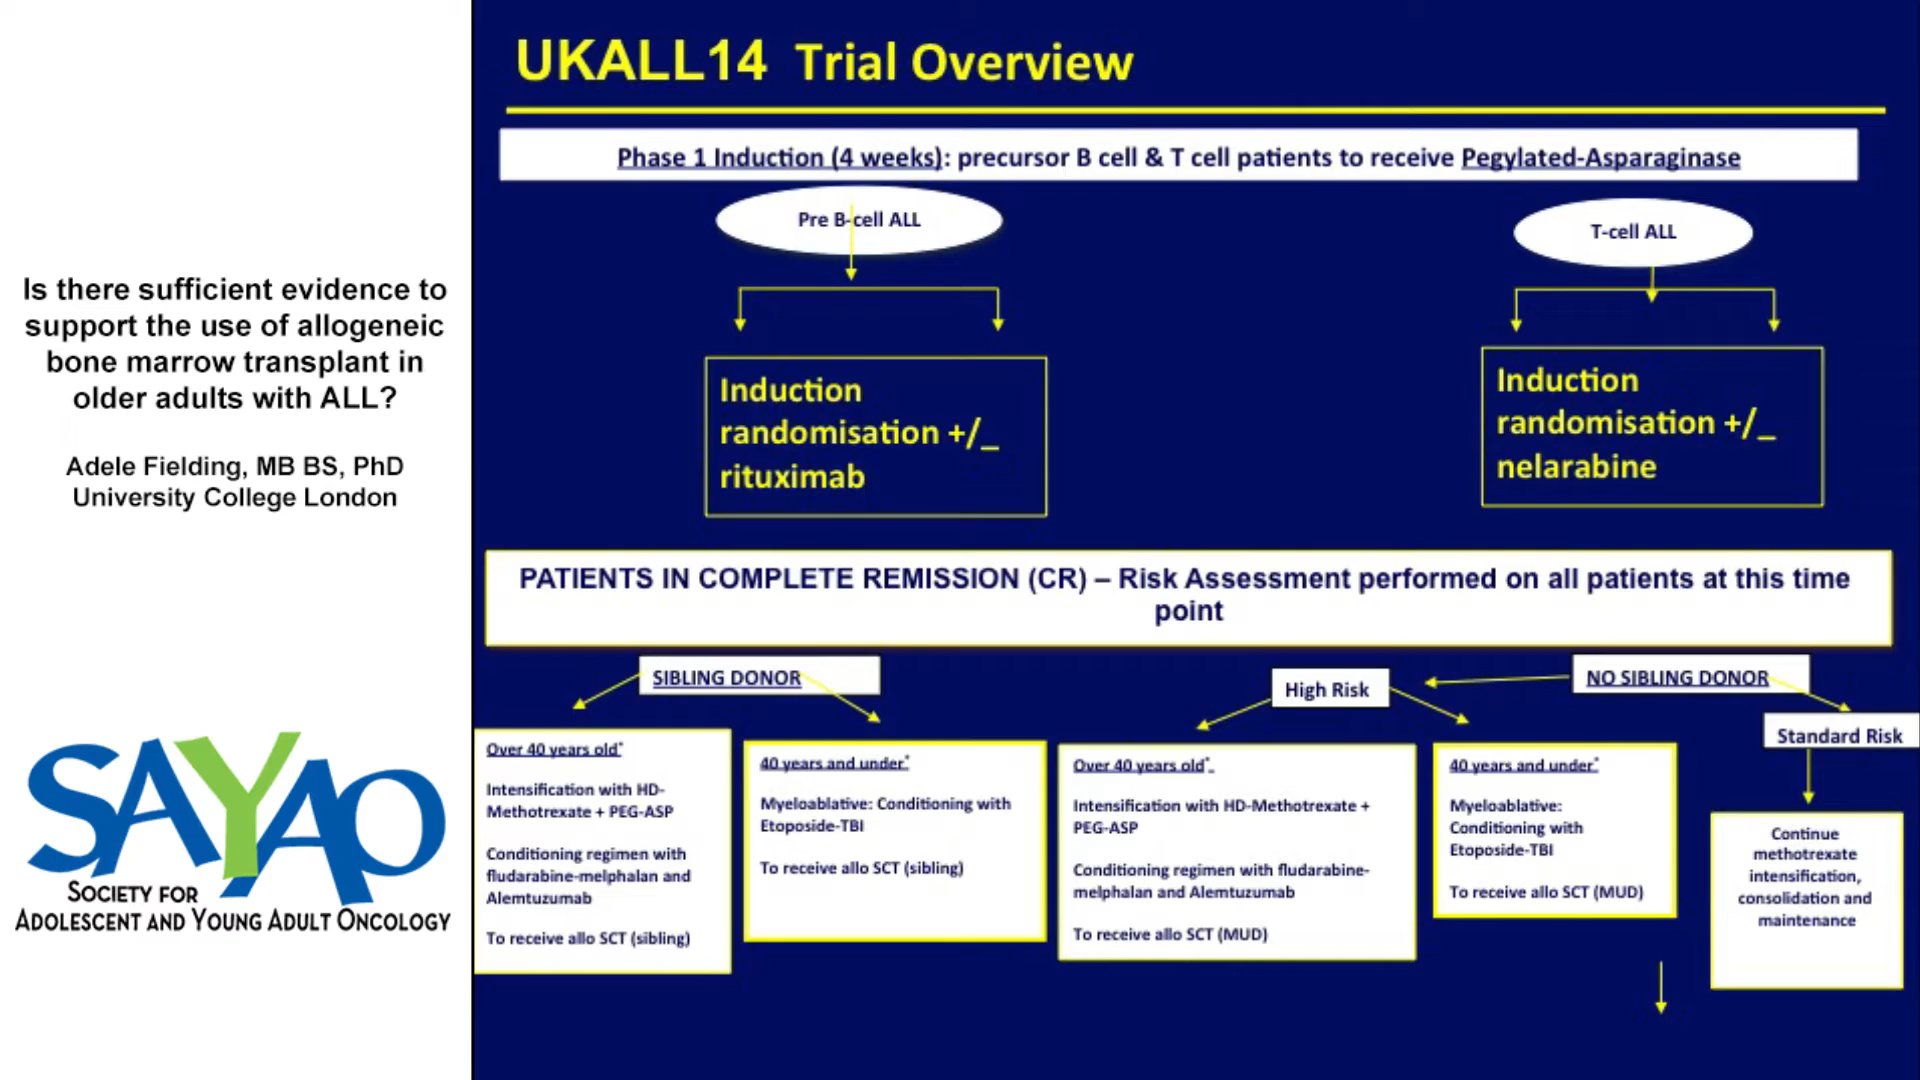 Is there sufficient evidence to
support the use of allogeneic
bone marrow transplant in
older adults with ALL?
Adele Fielding, MB BS, PhD
University College London
SAYAO
SOCIETY FOR
ADOLESCENT AND YOUNG ADULT ONCOLOGY
UKALL14 Trial Overview
Phase 1 Induction (4 weeks): precursor B cell & T cell patients to receive Pegylated-Asparaginase
Pre B-cell ALL
T-cell ALL
Induction
randomisation +/_
rituximab
Induction
randomisation +/_
nelarabine
PATIENTS IN COMPLETE REMISSION (CR) – Risk Assessment performed on all patients at this time
point
SIBLING DONOR
High Risk
NO SIBLING DONOR
Standard Risk
Over 40 years old*
Intensification with HD-
Methotrexate + PEG-ASP
Conditioning regimen with
fludarabine-melphalan and
Alemtuzumab
To receive allo SCT (sibling)
40 years and under*
Myeloablative: Conditioning with
Etoposide-TBI
To receive allo SCT (sibling)
Over 40 years old*
Intensification with HD-Methotrexate +
PEG-ASP
Conditioning regimen with fludarabine-
melphalan and Alemtuzumab
To receive allo SCT (MUD)
40 years and under*
Myeloablative:
Conditioning with
Etoposide-TBI
To receive allo SCT (MUD)
Continue
methotrexate
intensification,
consolidation and
maintenance